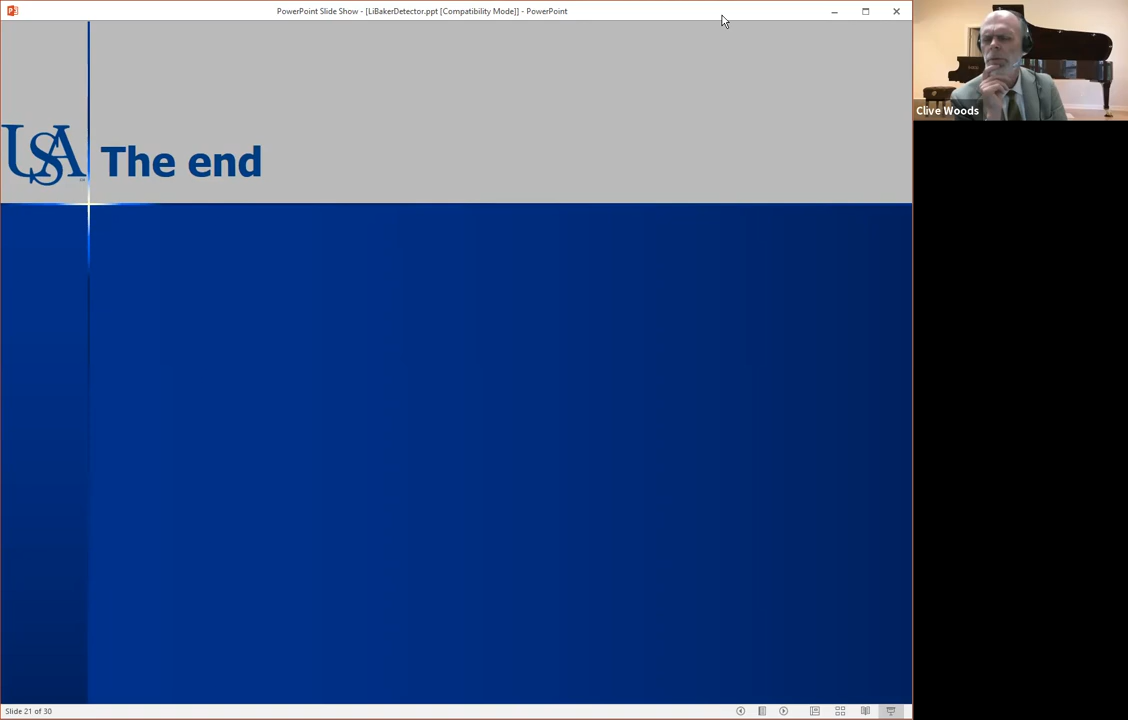 PowerPoint Slide Show - [LiBakerDetector.ppt [Compatibility Mode]] - PowerPoint
USA
The end
Clive Woods
Slide 21 of 30